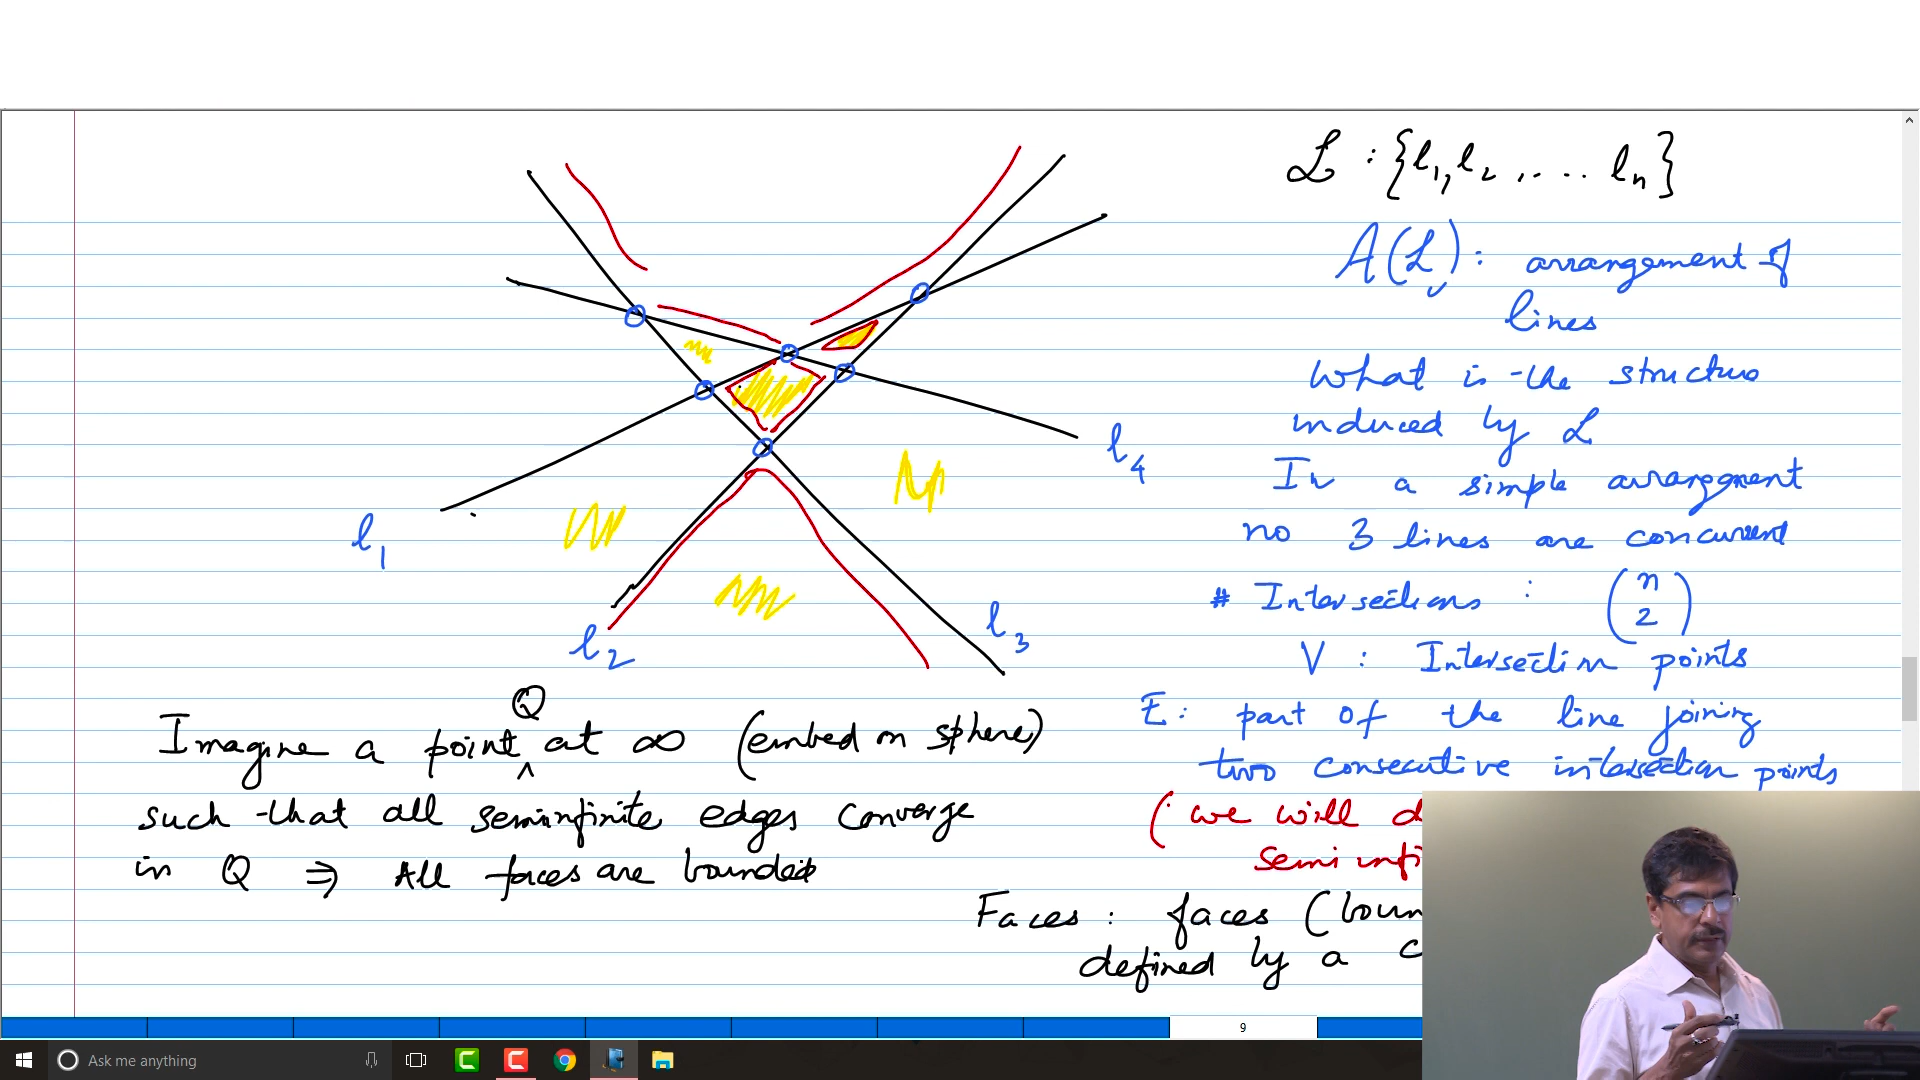 ℒ : {l1, l2, .... ln}
A(ℒ) : arrangement of
lines
What is the structure
induced by ℒ
In a simple arrangement
no 3 lines are concurrent
# Intersections : (n 2)
V : Intersection points
E : part of the line joining
two consecutive intersection points
(we will d
semi infi
Faces : faces (boun
defined by a c
l1
l2
l3
l4
Q
Imagine a point ^ at ∞ (embed on sphere)
such that all semiinfinite edges converge
in Q ⇒ All faces are bounded
9
Ask me anything